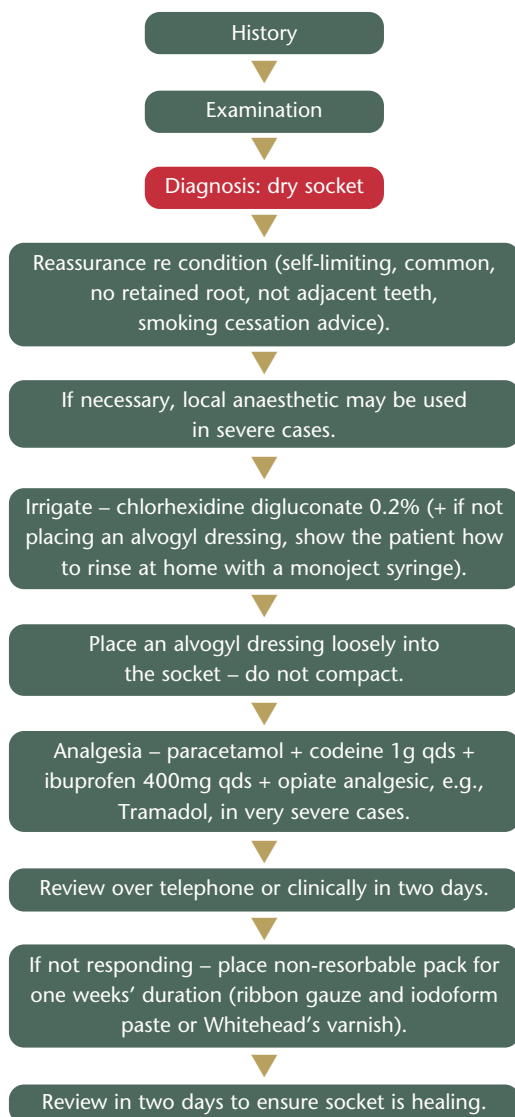 History
Examination
Diagnosis: dry socket
Reassurance re condition (self-limiting, common,
no retained root, not adjacent teeth,
smoking cessation advice).
If necessary, local anaesthetic may be used
in severe cases.
Irrigate – chlorhexidine digluconate 0.2% (+ if not
placing an alvogyl dressing, show the patient how
to rinse at home with a monoject syringe).
Place an alvogyl dressing loosely into
the socket – do not compact.
Analgesia – paracetamol + codeine 1g qds +
ibuprofen 400mg qds + opiate analgesic, e.g.,
Tramadol, in very severe cases.
Review over telephone or clinically in two days.
If not responding – place non-resorbable pack for
one weeks’ duration (ribbon gauze and iodoform
paste or Whitehead’s varnish).
Review in two days to ensure socket is healing.